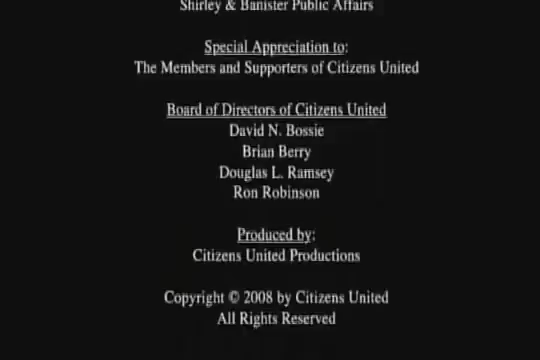 Shirley & Banister Public Affairs
Special Appreciation to:
The Members and Supporters of Citizens United
Board of Directors of Citizens United
David N. Bossie
Brian Berry
Douglas L. Ramsey
Ron Robinson
Produced by:
Citizens United Productions
Copyright © 2008 by Citizens United
All Rights Reserved